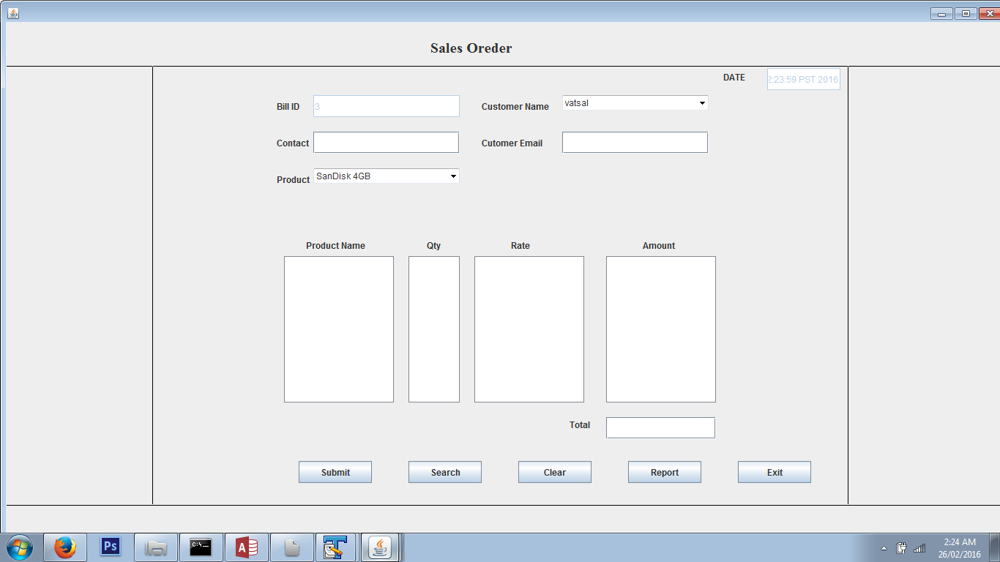 Sales Oreder
DATE 2:23:59 PST 2016
Bill ID 3 Customer Name vatsal
Contact Cutomer Email
Product SanDisk 4GB
Product Name Qty Rate Amount
Total
Submit Search Clear Report Exit
Ps C:\_ A
2:24 AM
26/02/2016